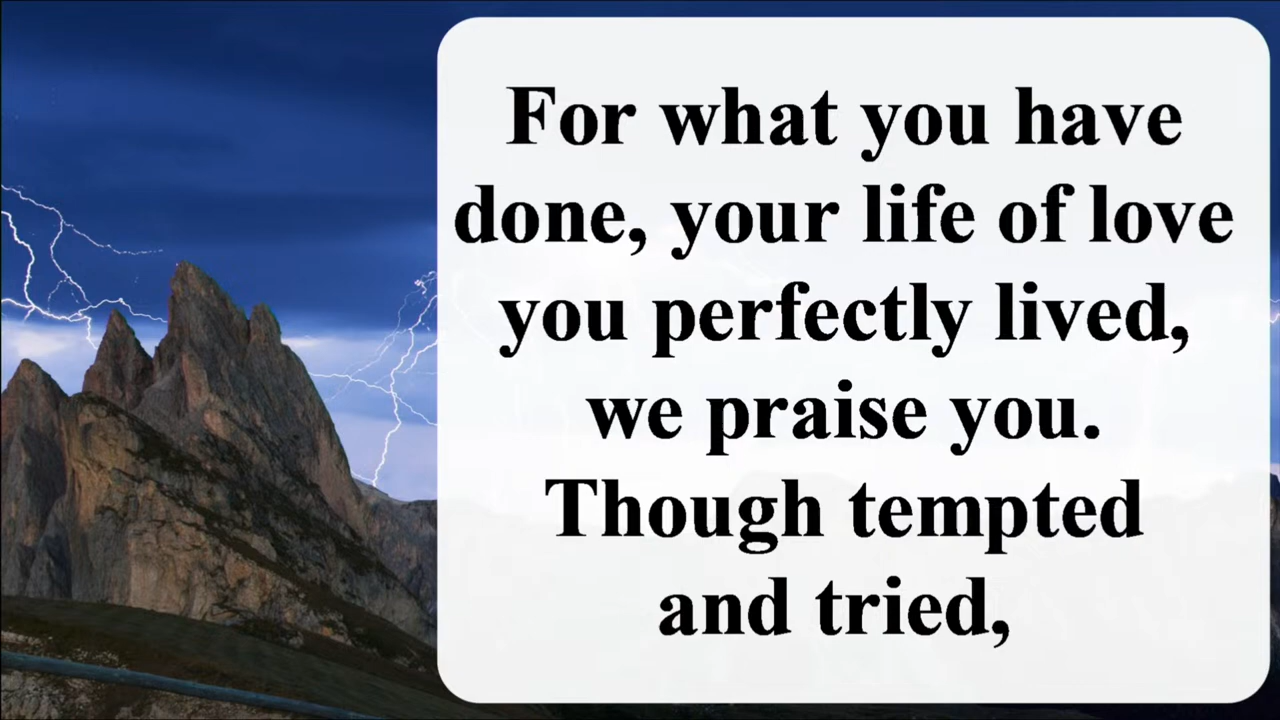 For what you have
done, your life of love
you perfectly lived,
we praise you.
Though tempted
and tried,